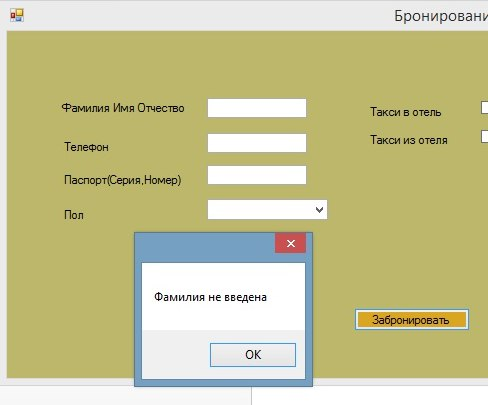 Бронировани
Фамилия Имя Отчество
Такси в отель
Телефон
Такси из отеля
Паспорт(Серия,Номер)
Пол
Фамилия не введена
Забронировать
OK